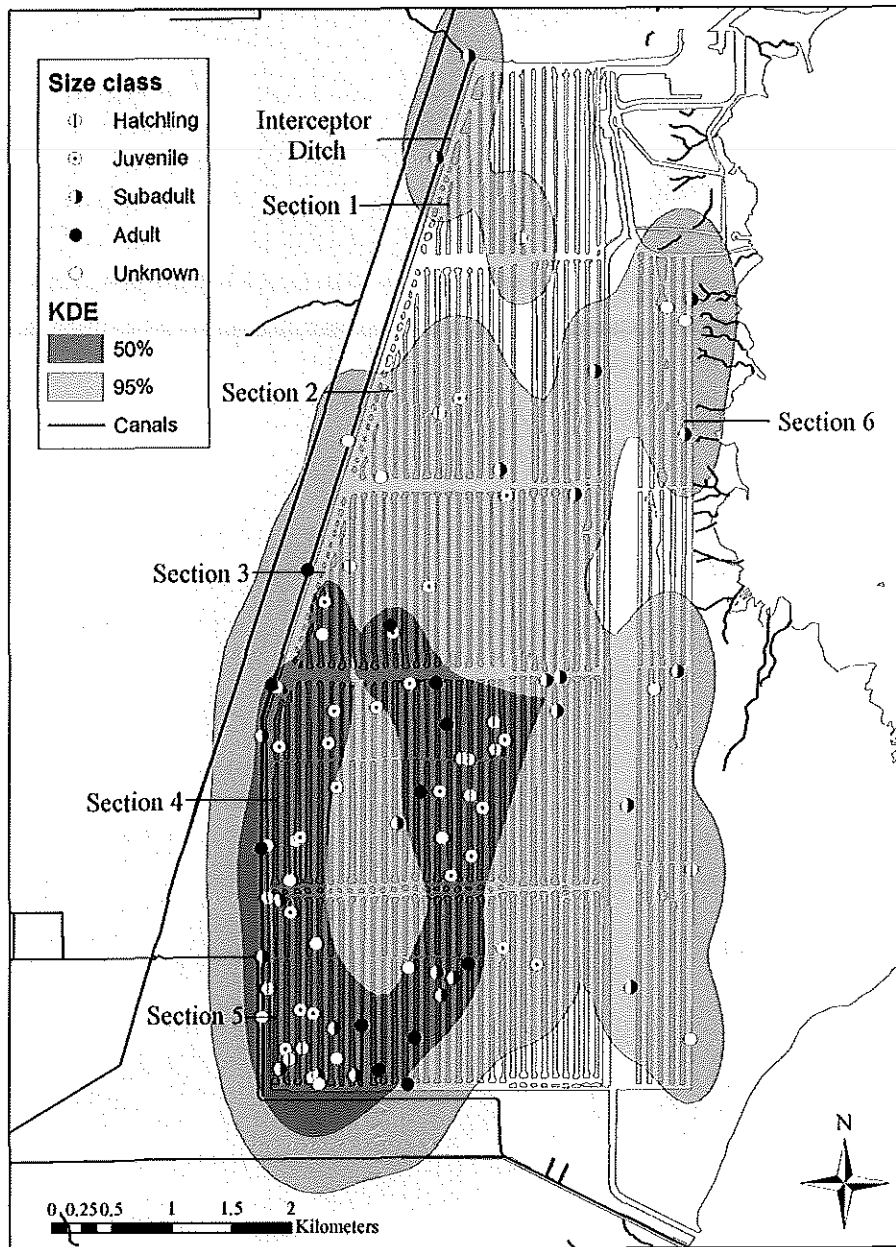 Size class
Hatchling
Juvenile
Subadult
Adult
Unknown
KDE
50%
95%
Canals
Interceptor
Ditch
Section 1
Section 2
Section 6
Section 3
Section 4
Section 5
N
0 0.25 0.5 1 1.5 2
Kilometers